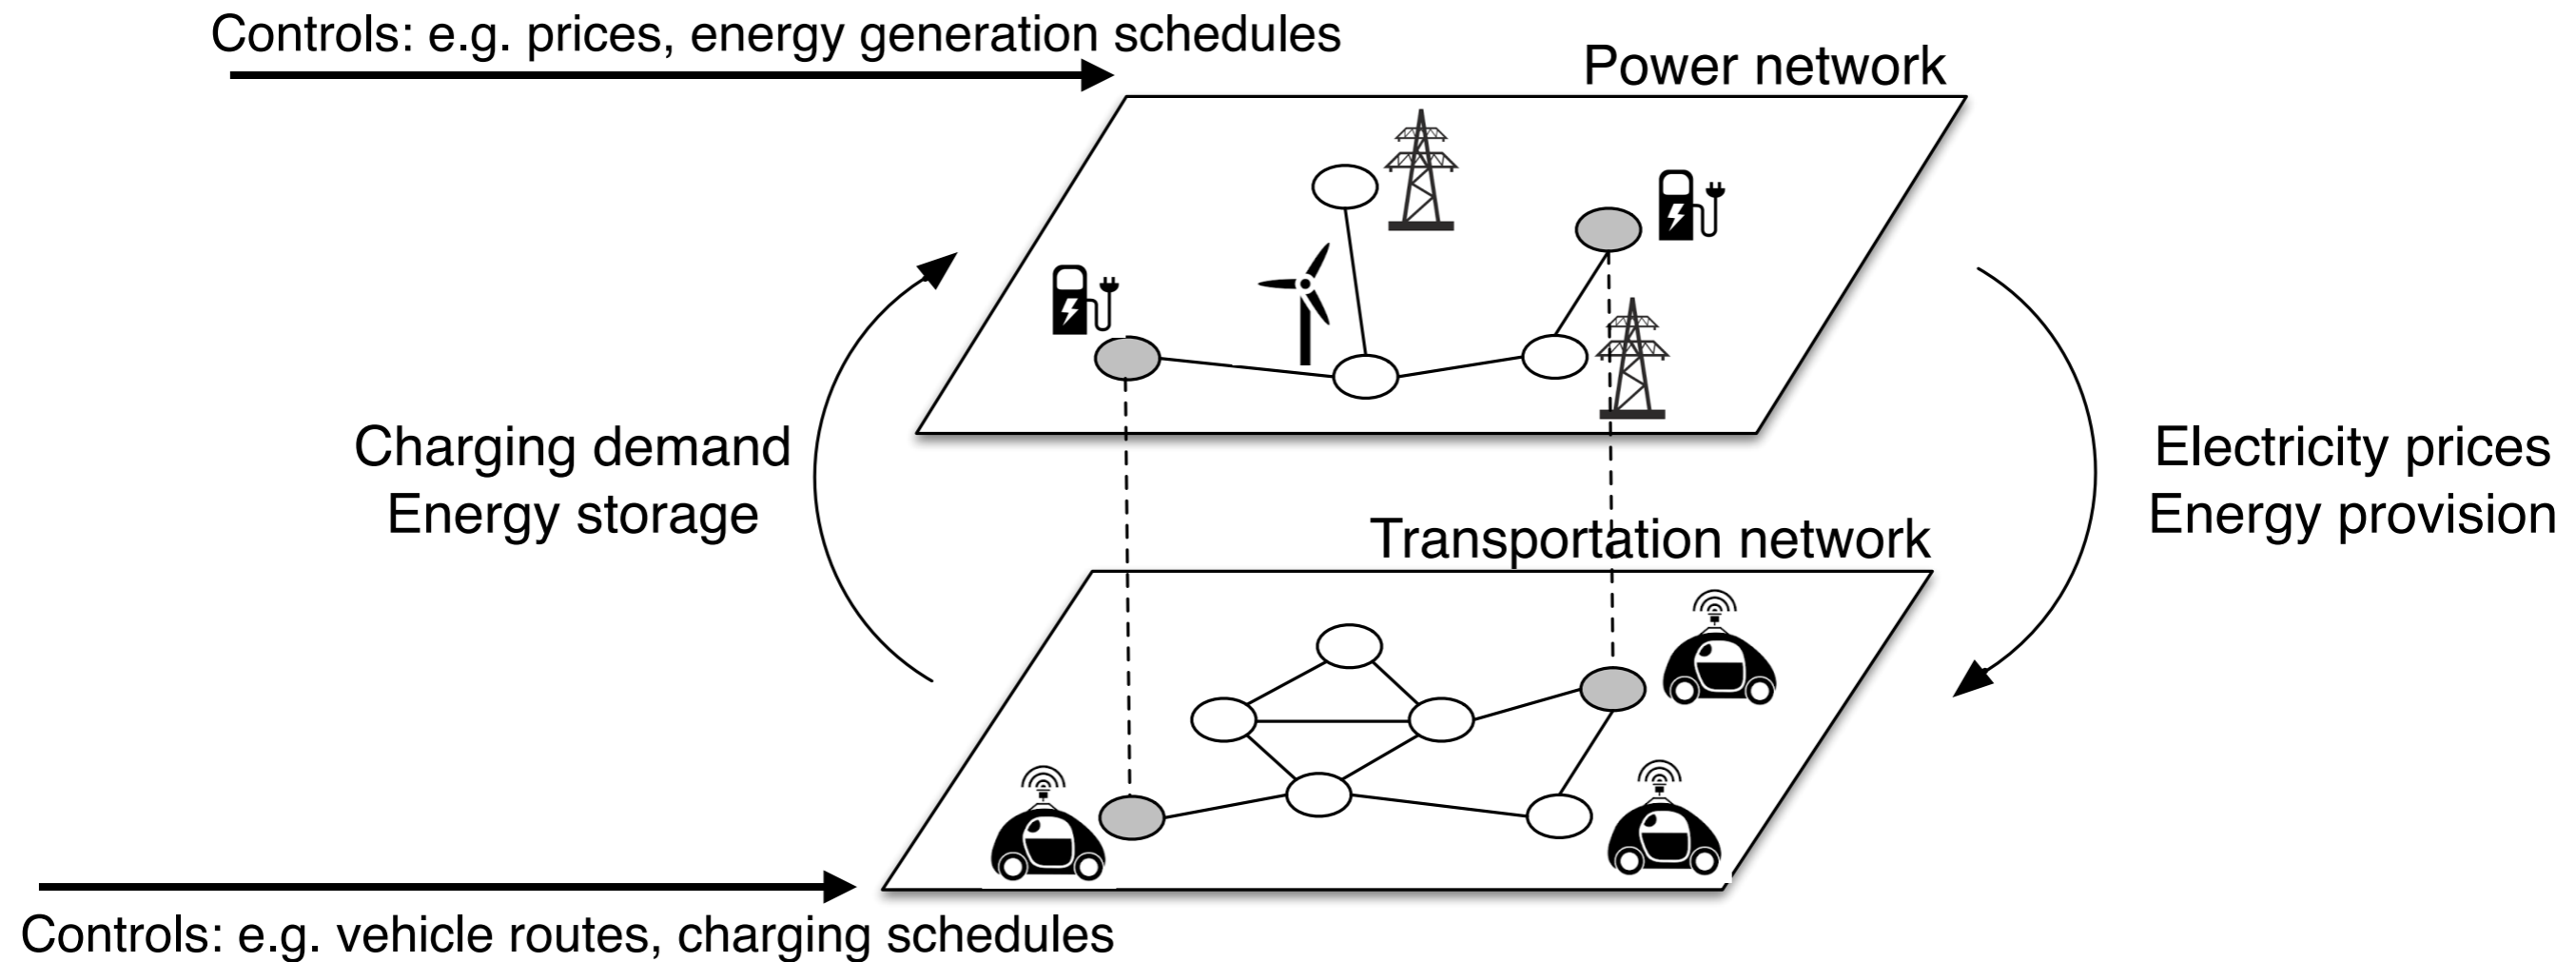 Controls: e.g. prices, energy generation schedules
Power network
Charging demand
Energy storage
Electricity prices
Energy provision
Transportation network
Controls: e.g. vehicle routes, charging schedules